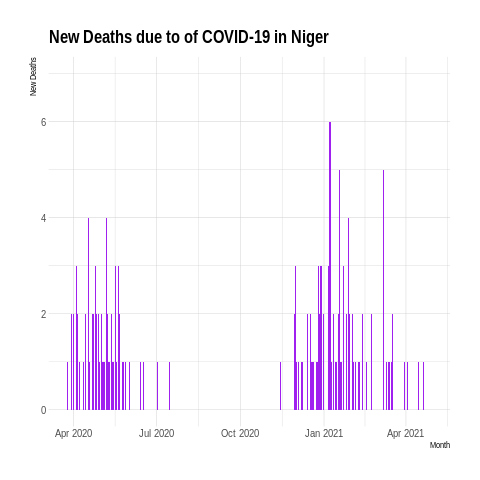 New Deaths due to of COVID-19 in Niger
New Deaths
6
4
2
0
Apr 2020 Jul 2020 Oct 2020 Jan 2021 Apr 2021
Month